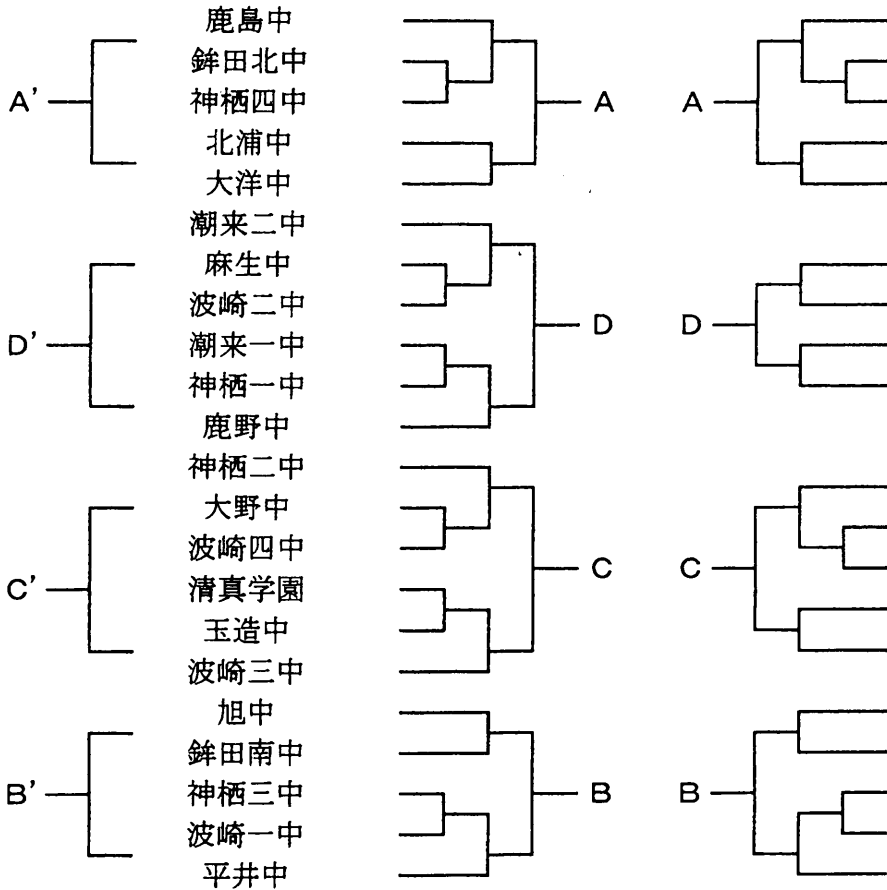 鹿島中
鉾田北中
A' 神栖四中 A A
北浦中
大洋中
潮来二中
麻生中
波崎二中
D' 潮来一中 D D
神栖一中
鹿野中
神栖二中
大野中
波崎四中
C' 清真学園 C C
玉造中
波崎三中
旭中
鉾田南中
B' 神栖三中 B B
波崎一中
平井中